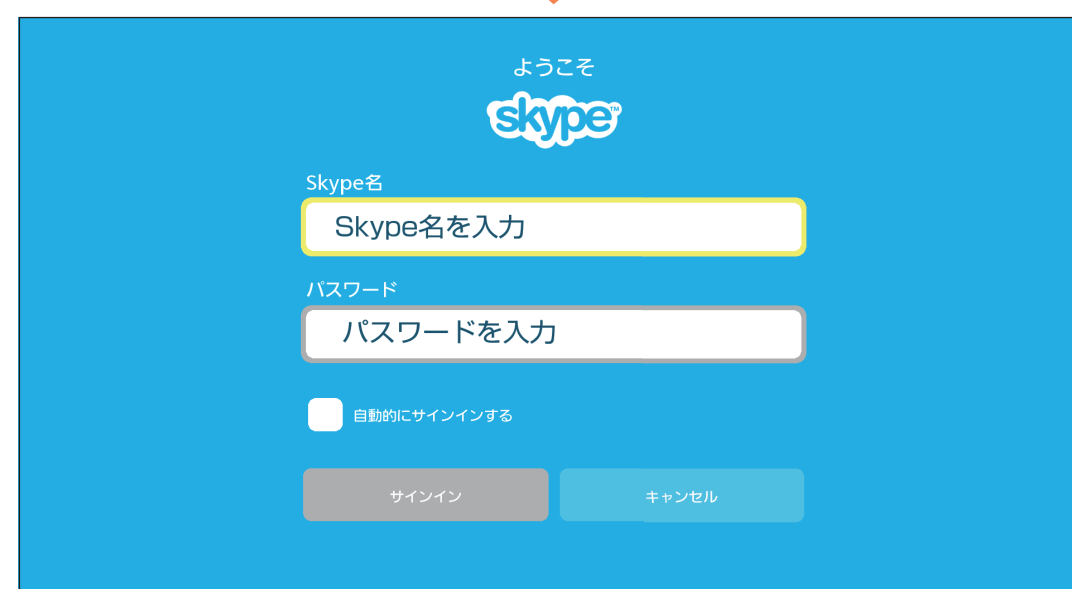 ようこそ
skype™
Skype名
Skype名を入力
パスワード
パスワードを入力
自動的にサインインする
サインイン
キャンセル